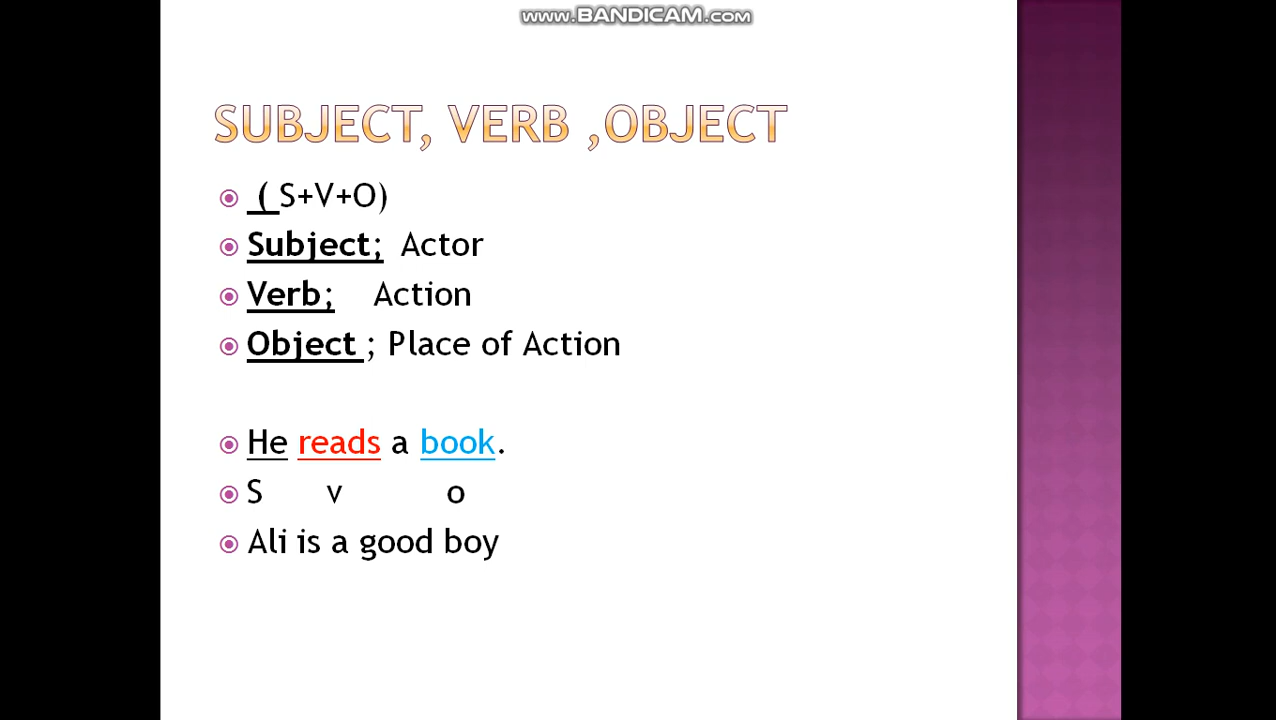 www.BANDICAM.com
SUBJECT, VERB ,OBJECT
( S+V+O)
Subject; Actor
Verb; Action
Object ; Place of Action
He reads a book.
S v o
Ali is a good boy